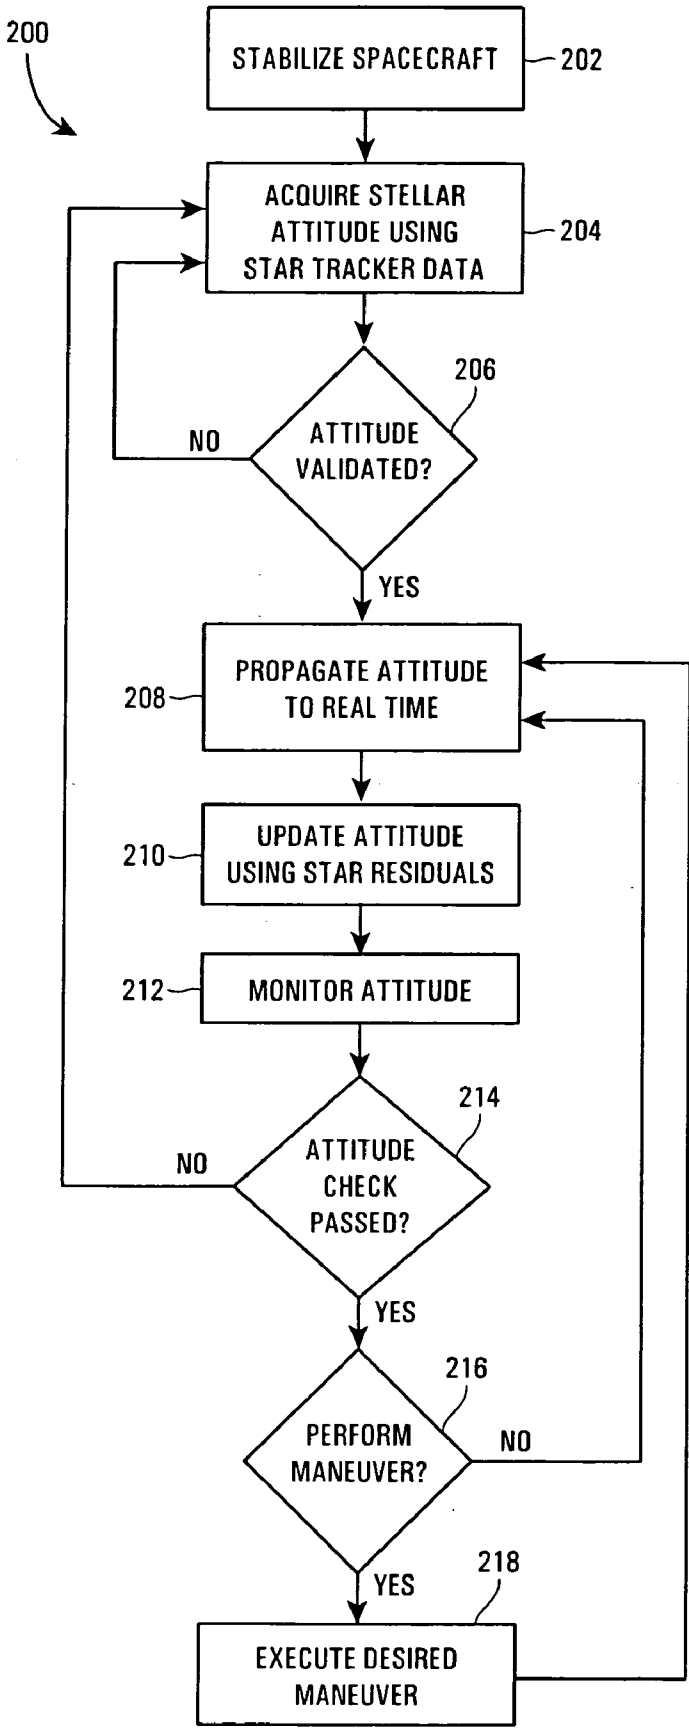 200
STABILIZE SPACECRAFT
202
ACQUIRE STELLAR
ATTITUDE USING
STAR TRACKER DATA
204
206
ATTITUDE
VALIDATED?
NO
YES
PROPAGATE ATTITUDE
TO REAL TIME
208
UPDATE ATTITUDE
USING STAR RESIDUALS
210
MONITOR ATTITUDE
212
214
ATTITUDE
CHECK
PASSED?
NO
YES
216
PERFORM
MANEUVER?
NO
YES
218
EXECUTE DESIRED
MANEUVER